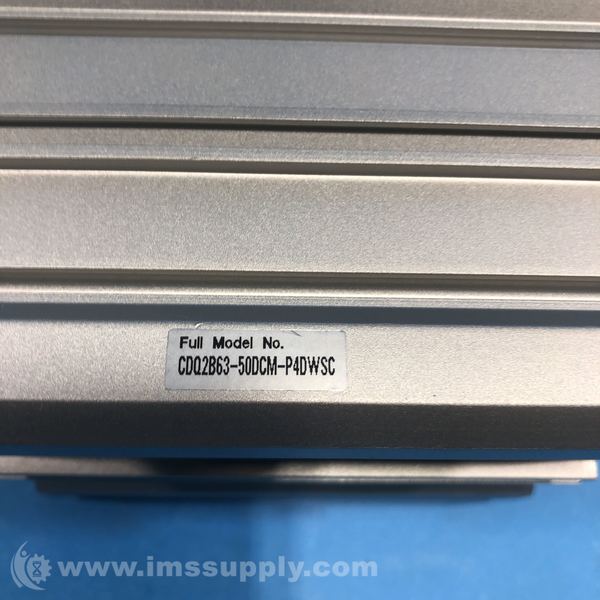 Full Model No.
CDQ2B63-50DCM-P4DWSC
www.imssupply.com